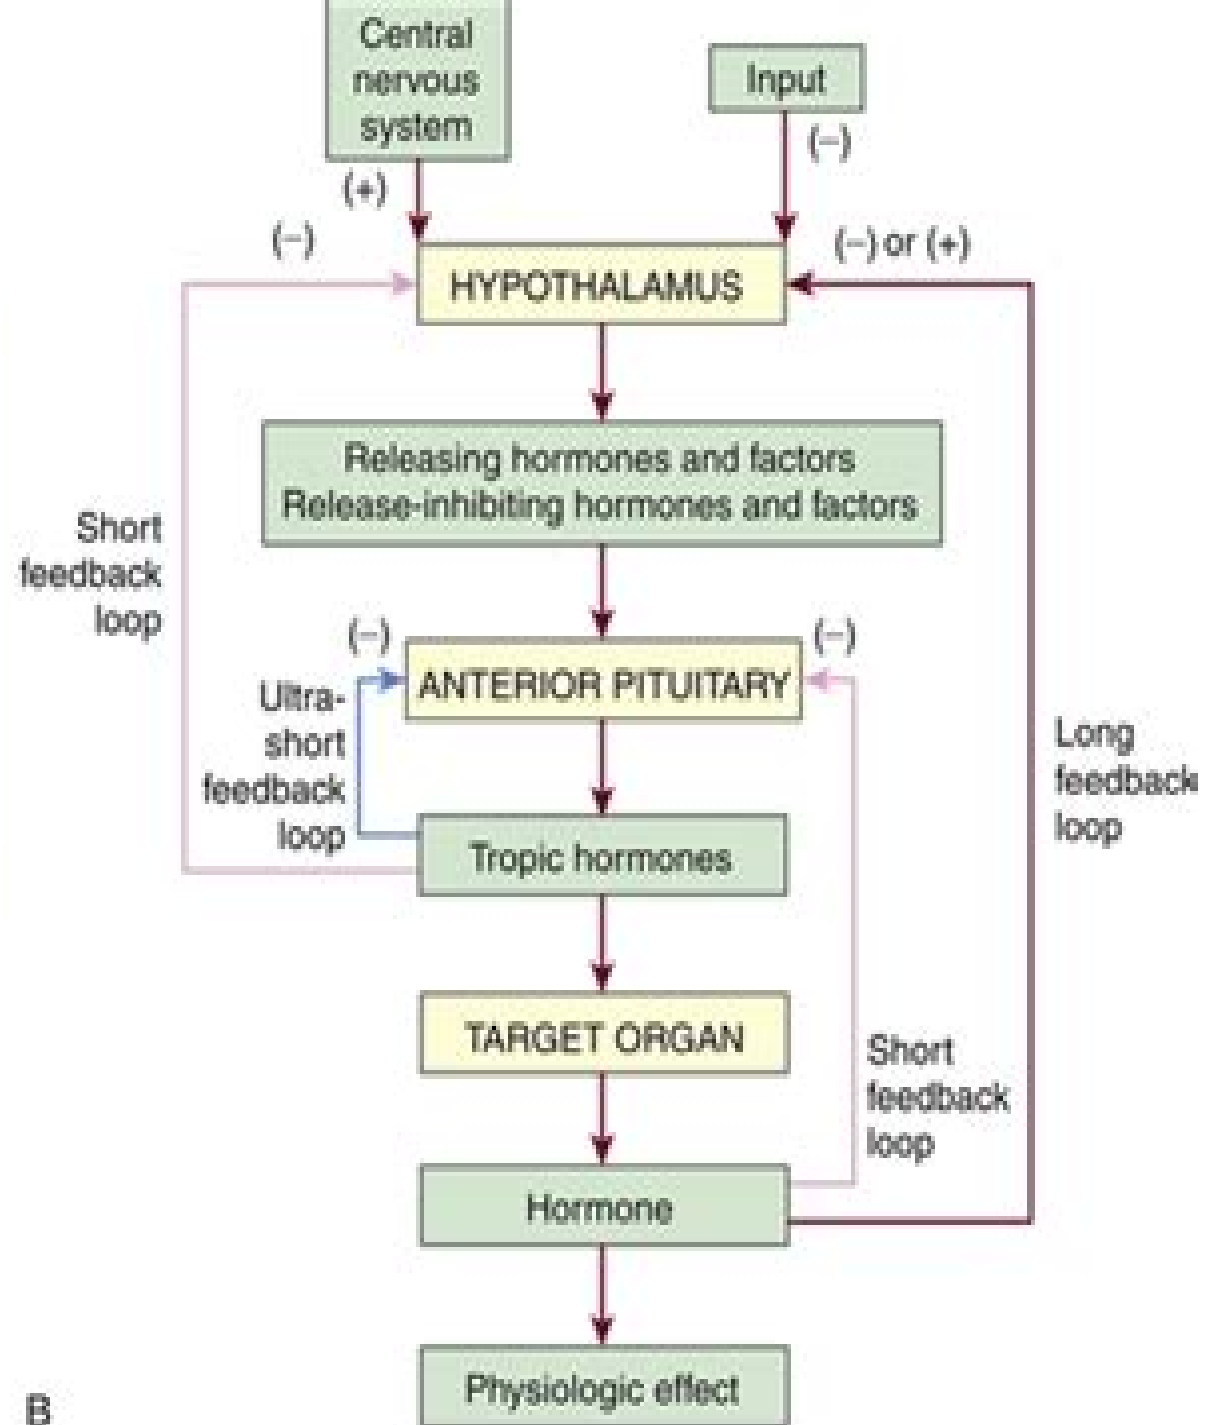 Central
nervous
system
Input
(+)
(–)
(–)
(–) or (+)
HYPOTHALAMUS
Releasing hormones and factors
Release-inhibiting hormones and factors
Short
feedback
loop
(–)
(–)
ANTERIOR PITUITARY
Ultra-
short
feedback
loop
Long
feedback
loop
Tropic hormones
TARGET ORGAN
Short
feedback
loop
Hormone
Physiologic effect
B